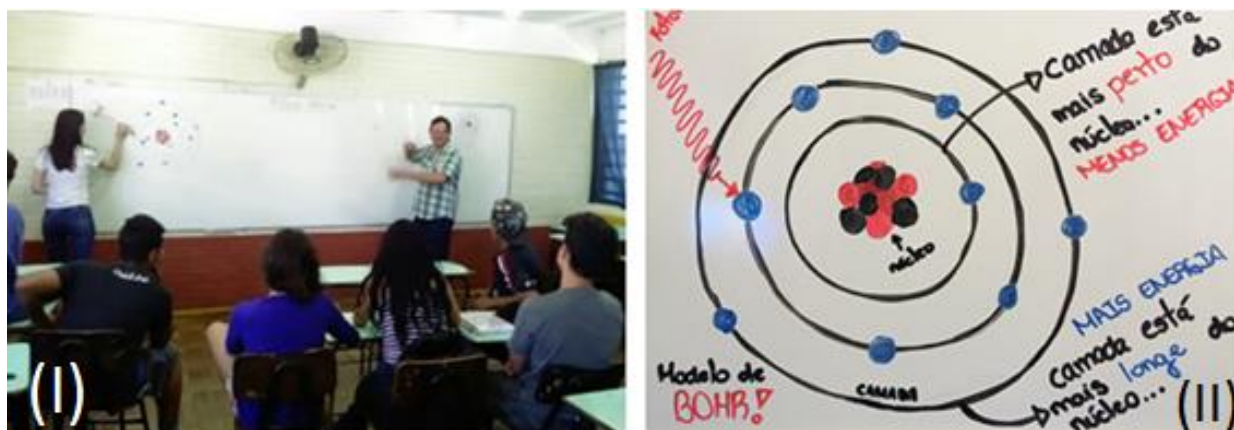 (I)
camada está
mais perto do
núcleo...
MENOS ENERGIA
núcleo
MAIS ENERGIA
camada está
mais longe do
núcleo...
CAMADA
Modelo de
BOHR!
(II)